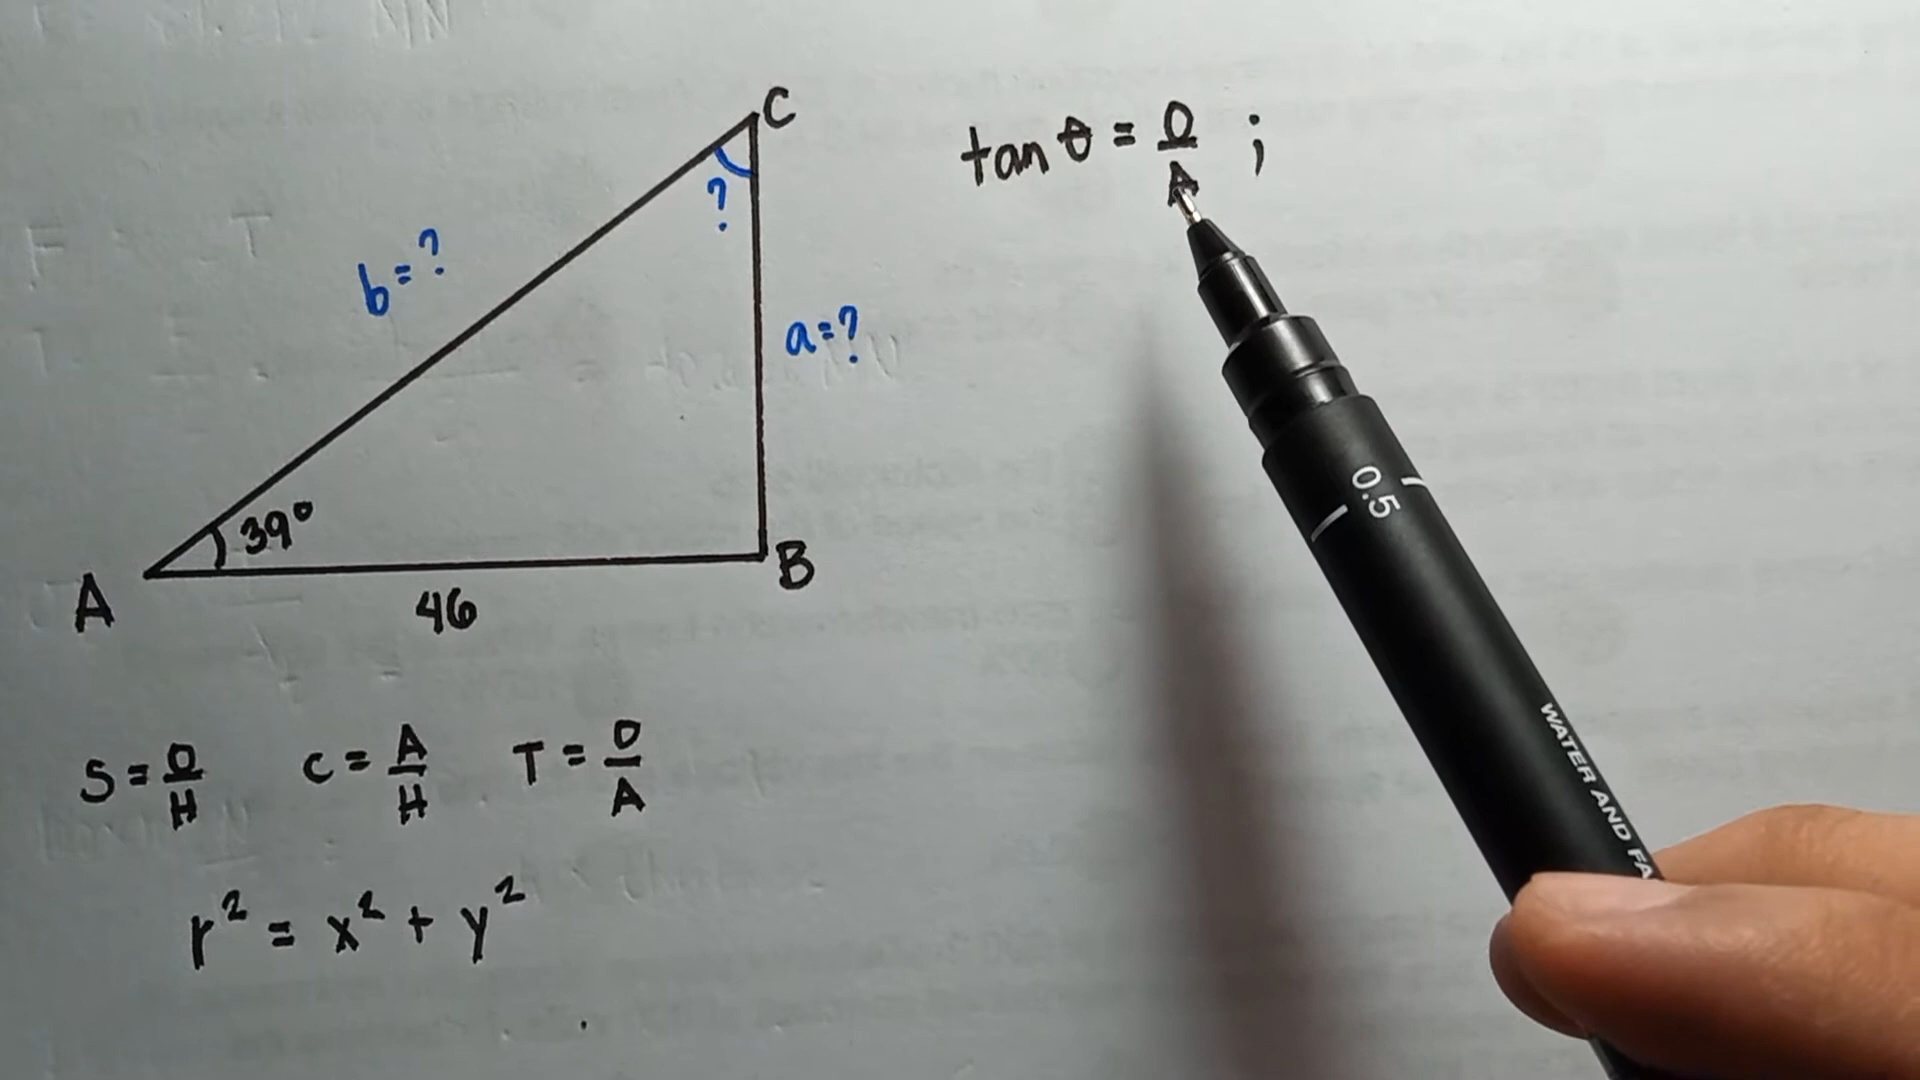 C
tan θ = O/A ;
?
b = ?
a = ?
39°
A
B
46
S = O/H C = A/H T = O/A
r² = x² + y²
0.5
WATER AND FA